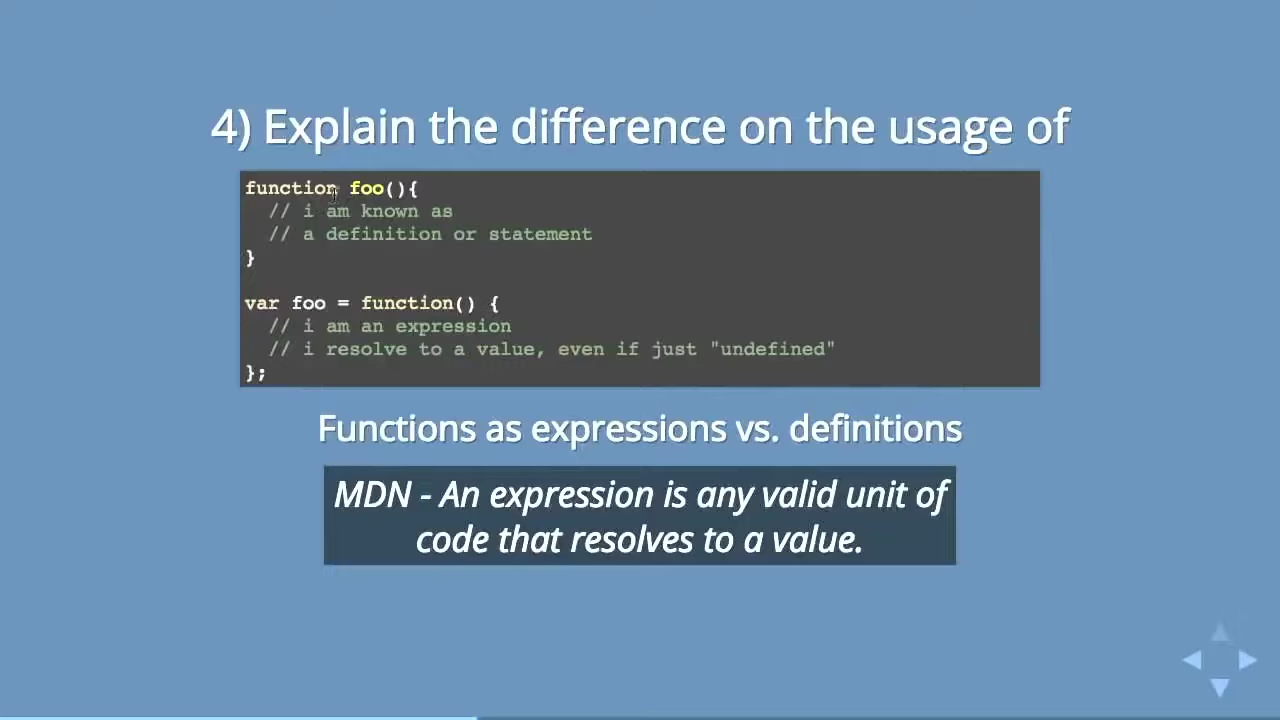 4) Explain the difference on the usage of
function foo(){
// i am known as
// a definition or statement
}
var foo = function() {
// i am an expression
// i resolve to a value, even if just "undefined"
};
Functions as expressions vs. definitions
MDN - An expression is any valid unit of
code that resolves to a value.